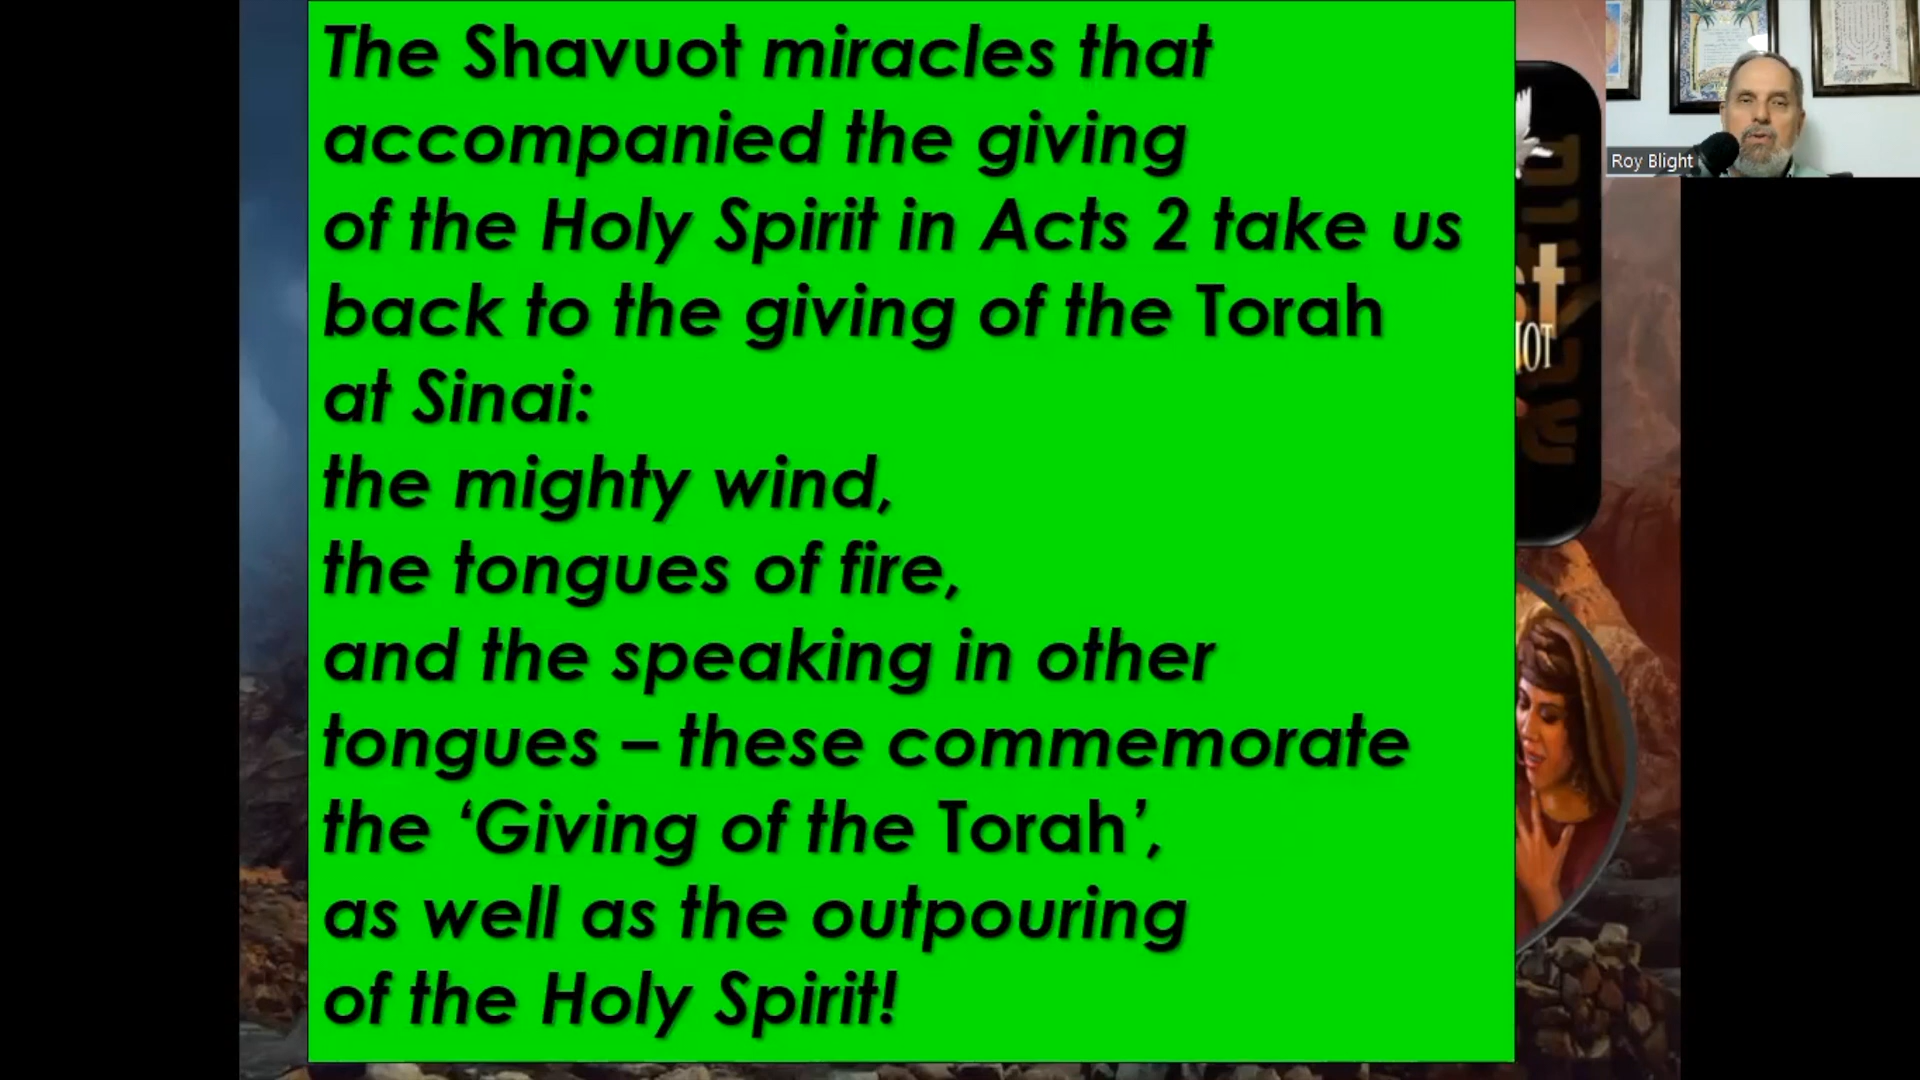 The Shavuot miracles that
accompanied the giving
of the Holy Spirit in Acts 2 take us
back to the giving of the Torah
at Sinai:
the mighty wind,
the tongues of fire,
and the speaking in other
tongues – these commemorate
the ‘Giving of the Torah’,
as well as the outpouring
of the Holy Spirit!
Roy Blight